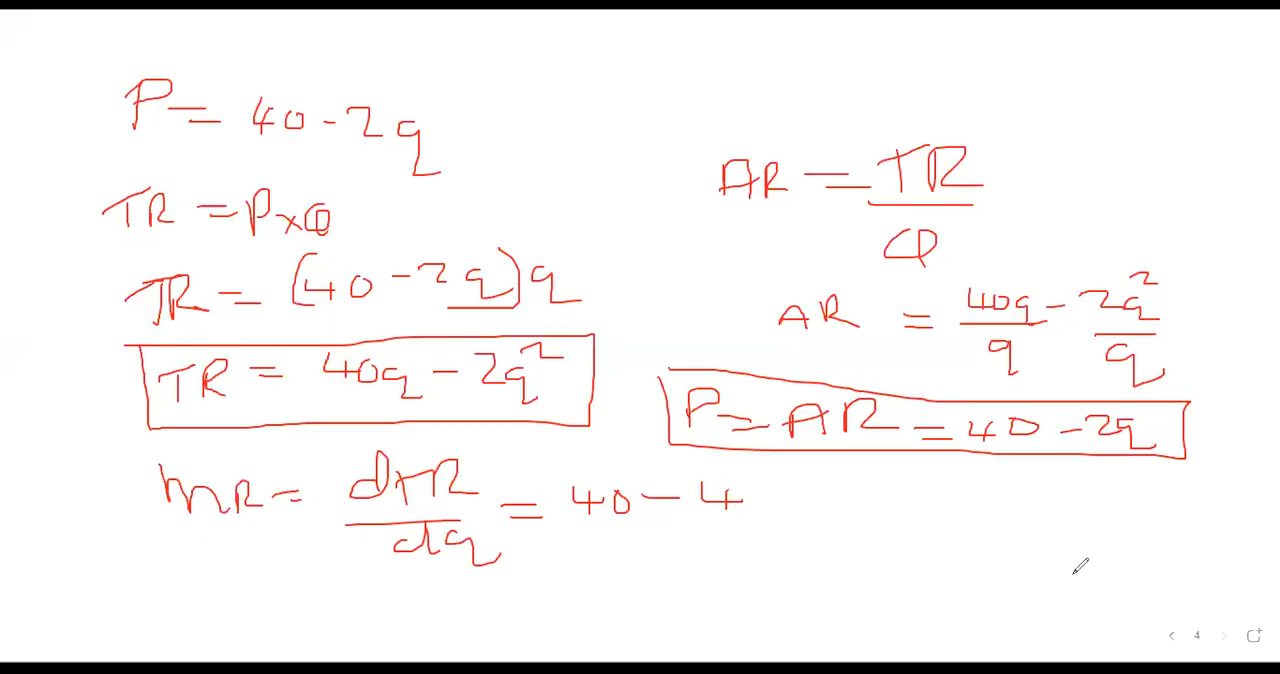 P = 40 - 2q
TR = P × Q
TR = (40 - 2q)q
TR = 40q - 2q²
MR = dTR/dq = 40 - 4
AR = TR/Q
AR = 40q/q - 2q²/q
P = AR = 40 - 2q
4